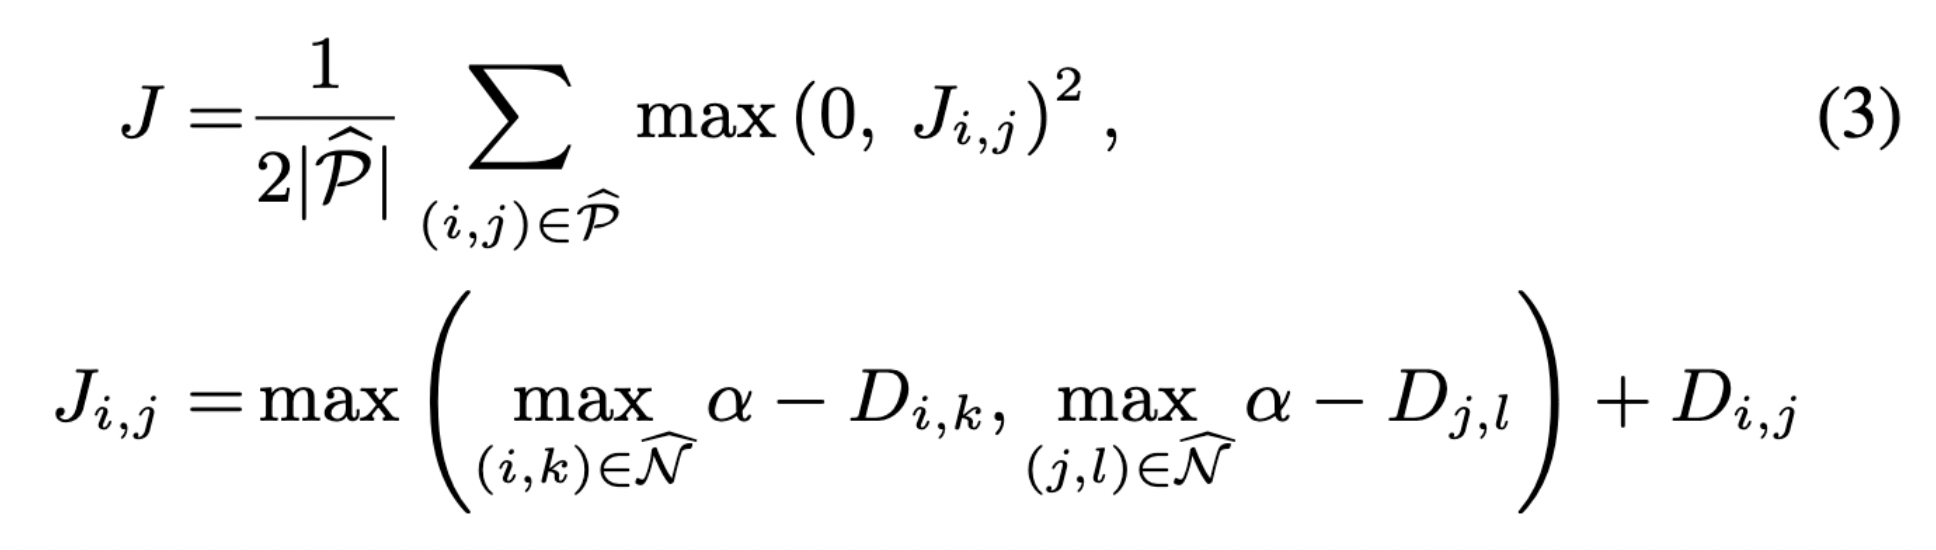 J = \frac{1}{2|\widehat{\mathcal{P}}|} \sum_{(i,j)\in\widehat{\mathcal{P}}} \max\left(0,\ J_{i,j}\right)^2, (3)
J_{i,j} = \max\left(\max_{(i,k)\in\widehat{\mathcal{N}}} \alpha - D_{i,k}, \max_{(j,l)\in\widehat{\mathcal{N}}} \alpha - D_{j,l}\right) + D_{i,j}